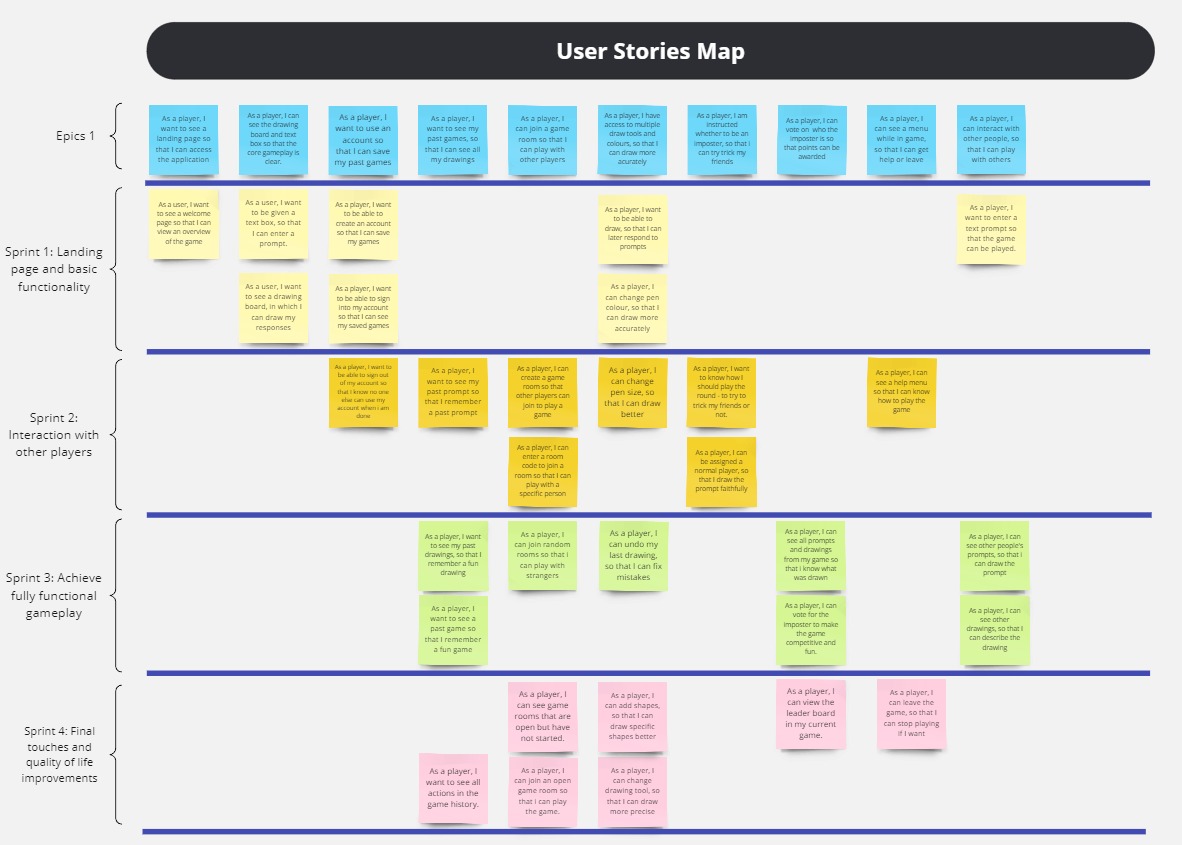 User Stories Map
Epics 1
As a player, I
want to see a
landing page so
that I can access
the application
As a player, I can
see the drawing
board and text
box so that the
core gameplay is
clear.
As a player, I
want to use an
account so
that I can save
my past games
As a player, I
want to see my
past games, so
that I can see all
my drawings
As a player, I
can join a game
room so that I
can play with
other players
As a player, I have
access to multiple
draw tools and
colours, so that I
can draw more
acurately
As a player, I am
instructed
whether to be an
imposter, so that i
can try trick my
friends
As a player, I can
vote on who the
imposter is so
that points can be
awarded
As a player, I
can see a menu
while in game,
so that I can get
help or leave
As a player, I
can interact with
other people, so
that I can play
with others
Sprint 1: Landing
page and basic
functionality
As a user, I want
to see a welcome
page so that I can
view an overview
of the game
As a user, I want
to be given a
text box, so that
I can enter a
prompt.
As a player, I want
to be able to
create an account
so that I can save
my games
As a player, I want
to be able to
draw, so that I can
later respond to
prompts
As a player, I
want to enter a
text prompt so
that the game
can be played.
As a user, I want
to see a drawing
board, in which I
can draw my
responses
As a player, I want
to be able to sign
into my account
so that I can see
my saved games
As a player, I
can change pen
colour, so that I
can draw more
accurately
Sprint 2:
Interaction with
other players
As a player, I want to
be able to sign out
of my account so
that I know no one
else can use my
account when i am
done
As a player, I
want to see my
past prompt so
that I remember
a past prompt
As a player, I can
create a game
room so that
other players can
join to play a
game
As a player, I
can change
pen size, so
that I can draw
better
As a player, I want
to know how I
should play the
round - to try to
trick my friends or
not.
As a player, I can
see a help menu
so that I can know
how to play the
game
As a player, I can
enter a room
code to join a
room so that I can
play with a
specific person
As a player, I can
be assigned a
normal player, so
that I draw the
prompt faithfully
Sprint 3: Achieve
fully functional
gameplay
As a player, I want
to see my past
drawings, so that I
remember a fun
drawing
As a player, I
can join random
rooms so that i
can play with
strangers
As a player, I
can undo my
last drawing,
so that I can fix
mistakes
As a player, I can
see all prompts
and drawings
from my game so
that i know what
was drawn
As a player, I can
see other people's
prompts, so that I
can draw the
prompt
As a player, I
want to see a
past game so
that I remember
a fun game
As a player, I can
vote for the
imposter to make
the game
competitive and
fun.
As a player, I can
see other
drawings, so that I
can describe the
drawing
Sprint 4: Final
touches and
quality of life
improvements
As a player, I
can see game
rooms that are
open but have
not started.
As a player, I
can add shapes,
so that I can
draw specific
shapes better
As a player, I
can view the
leader board
in my current
game.
As a player, I
can leave the
game, so that I
can stop playing
if I want
As a player, I
want to see all
actions in the
game history.
As a player, I
can join an open
game room so
that i can play
the game.
As a player, I
can change
drawing tool, so
that I can draw
more precise